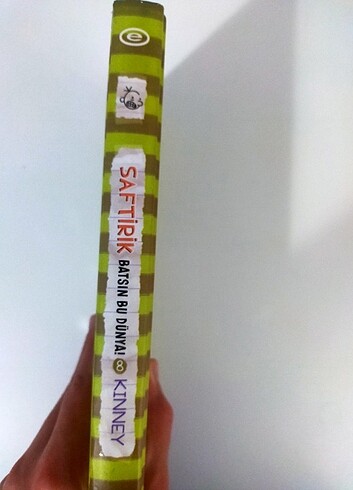 e
SAFTİRİK
BATSIN BU DÜNYA!
8
KINNEY